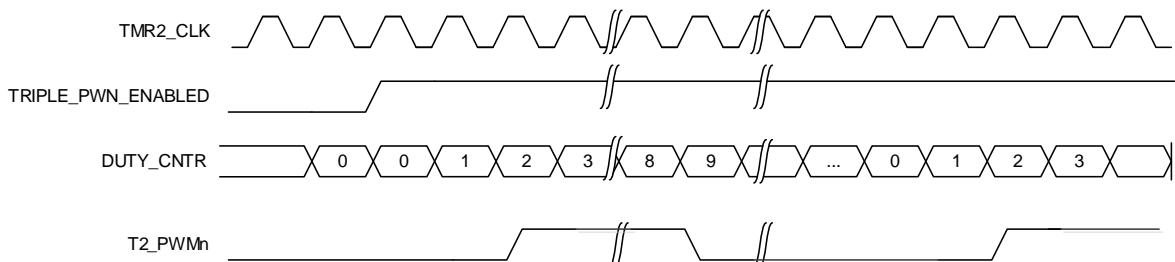 TMR2_CLK
TRIPLE_PWN_ENABLED
DUTY_CNTR 0 0 1 2 3 8 9 ... 0 1 2 3
T2_PWMn